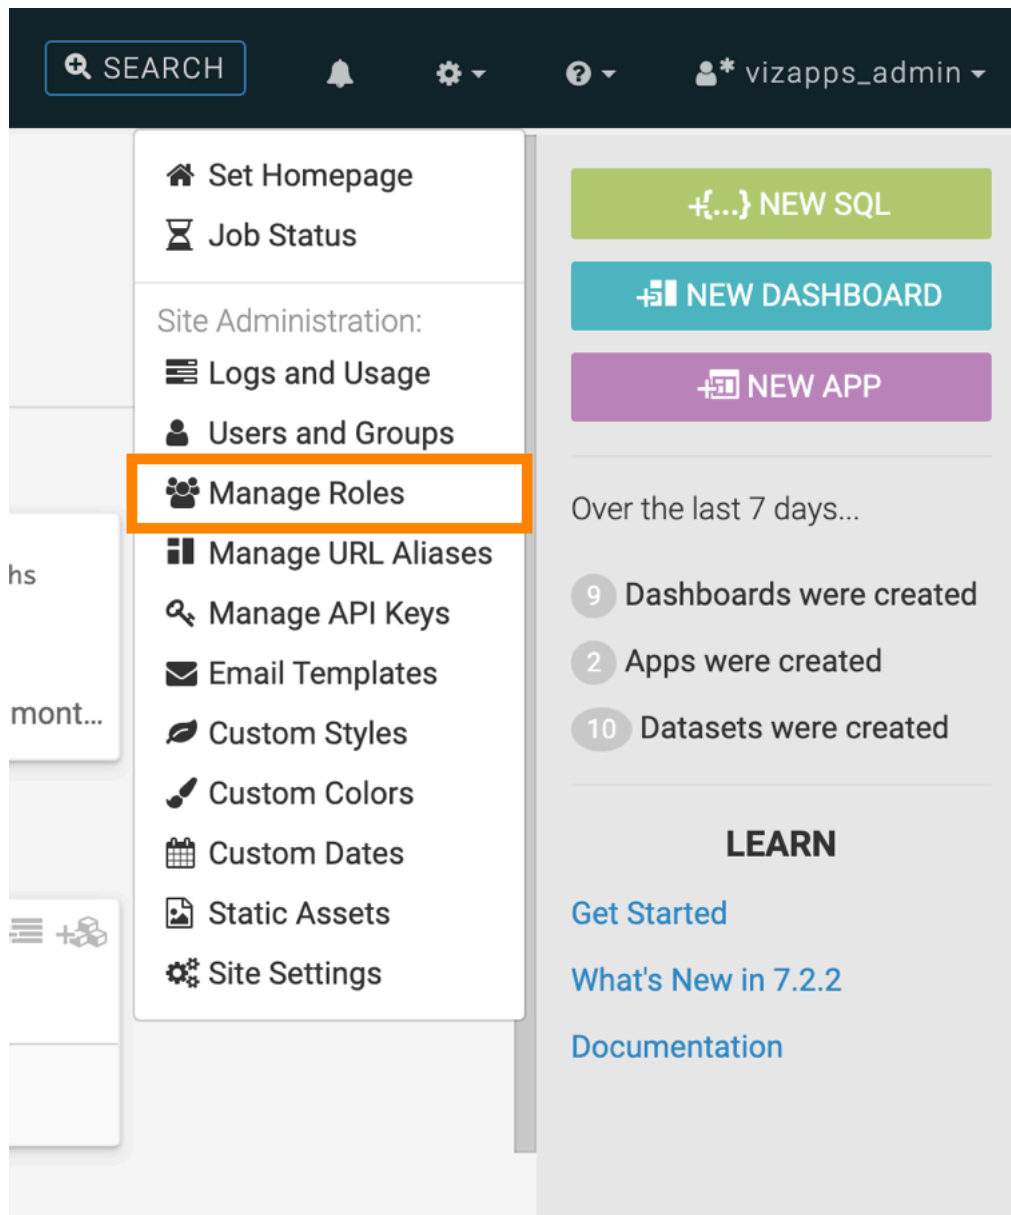 SEARCH
vizapps_admin
Set Homepage
Job Status
Site Administration:
Logs and Usage
Users and Groups
Manage Roles
Manage URL Aliases
Manage API Keys
Email Templates
Custom Styles
Custom Colors
Custom Dates
Static Assets
Site Settings
hs
mont...
+{...} NEW SQL
NEW DASHBOARD
NEW APP
Over the last 7 days...
9 Dashboards were created
2 Apps were created
10 Datasets were created
LEARN
Get Started
What's New in 7.2.2
Documentation